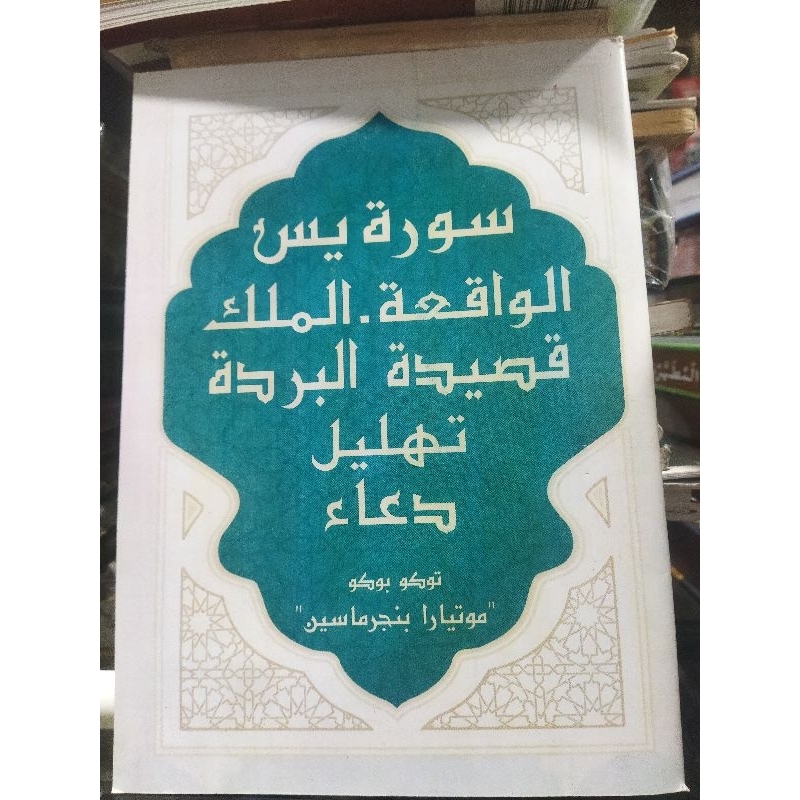 سورة يس
الواقعة.الملك
قصيدة البردة
تهليل
دعاء
توكو بوكو
"موتيارا بنجرماسين"